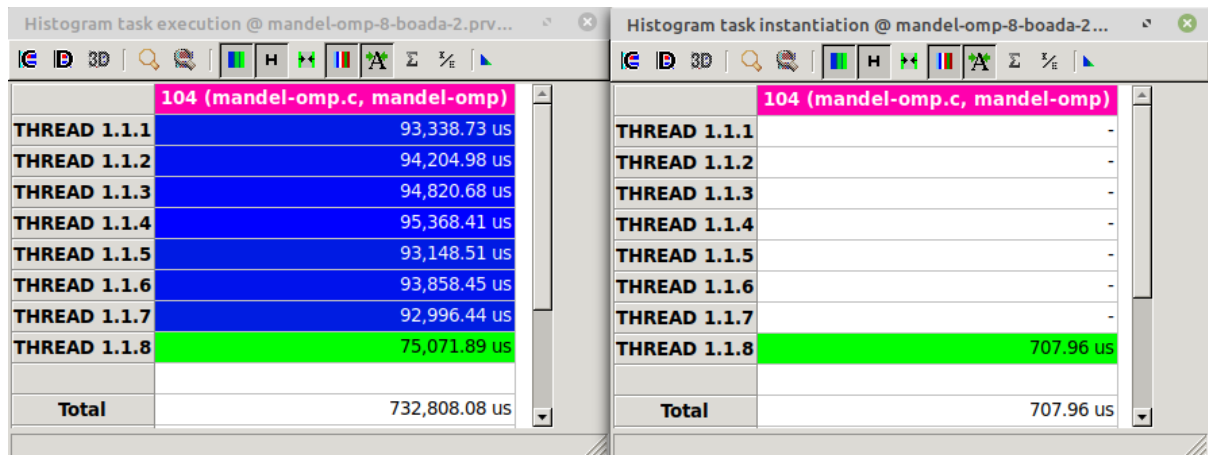 Histogram task execution @ mandel-omp-8-boada-2.prv...
3D Σ
104 (mandel-omp.c, mandel-omp)
THREAD 1.1.1 93,338.73 us
THREAD 1.1.2 94,204.98 us
THREAD 1.1.3 94,820.68 us
THREAD 1.1.4 95,368.41 us
THREAD 1.1.5 93,148.51 us
THREAD 1.1.6 93,858.45 us
THREAD 1.1.7 92,996.44 us
THREAD 1.1.8 75,071.89 us
Total 732,808.08 us
Histogram task instantiation @ mandel-omp-8-boada-2...
3D Σ
104 (mandel-omp.c, mandel-omp)
THREAD 1.1.1 -
THREAD 1.1.2 -
THREAD 1.1.3 -
THREAD 1.1.4 -
THREAD 1.1.5 -
THREAD 1.1.6 -
THREAD 1.1.7 -
THREAD 1.1.8 707.96 us
Total 707.96 us